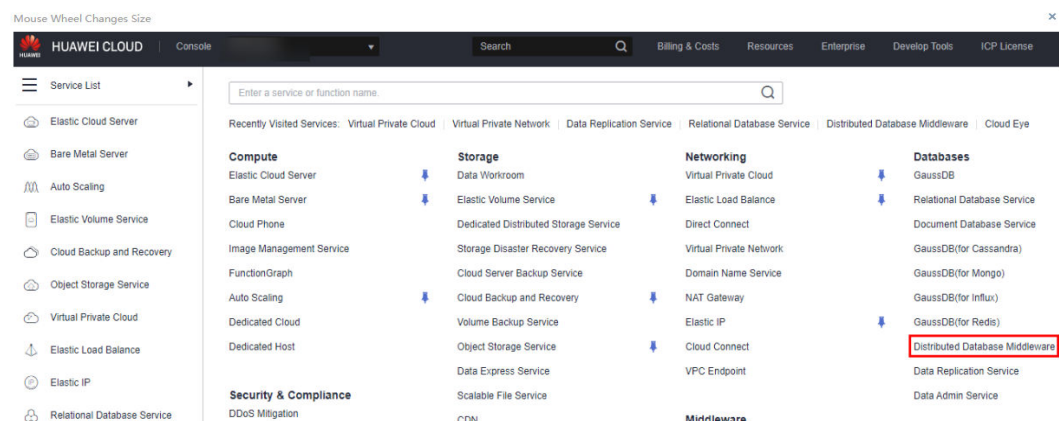 Mouse Wheel Changes Size ×
HUAWEI HUAWEI CLOUD Console Search Billing & Costs Resources Enterprise Develop Tools ICP License
Service List
Enter a service or function name.
Elastic Cloud Server
Bare Metal Server
Auto Scaling
Elastic Volume Service
Cloud Backup and Recovery
Object Storage Service
Virtual Private Cloud
Elastic Load Balance
Elastic IP
Relational Database Service
Recently Visited Services: Virtual Private Cloud Virtual Private Network Data Replication Service Relational Database Service Distributed Database Middleware Cloud Eye
Compute
Elastic Cloud Server
Bare Metal Server
Cloud Phone
Image Management Service
FunctionGraph
Auto Scaling
Dedicated Cloud
Dedicated Host
Security & Compliance
DDoS Mitigation
Storage
Data Workroom
Elastic Volume Service
Dedicated Distributed Storage Service
Storage Disaster Recovery Service
Cloud Server Backup Service
Cloud Backup and Recovery
Volume Backup Service
Object Storage Service
Data Express Service
Scalable File Service
CDN
Networking
Virtual Private Cloud
Elastic Load Balance
Direct Connect
Virtual Private Network
Domain Name Service
NAT Gateway
Elastic IP
Cloud Connect
VPC Endpoint
Middleware
Databases
GaussDB
Relational Database Service
Document Database Service
GaussDB(for Cassandra)
GaussDB(for Mongo)
GaussDB(for Influx)
GaussDB(for Redis)
Distributed Database Middleware
Data Replication Service
Data Admin Service